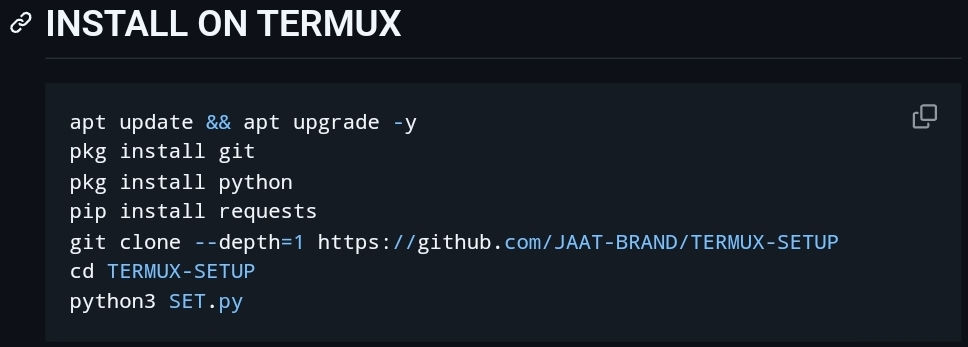 INSTALL ON TERMUX
apt update && apt upgrade -y
pkg install git
pkg install python
pip install requests
git clone --depth=1 https://github.com/JAAT-BRAND/TERMUX-SETUP
cd TERMUX-SETUP
python3 SET.py